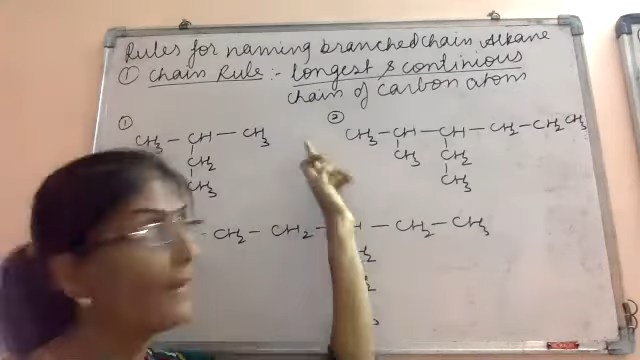 Rules for naming branched chain Alkane
① Chain Rule :- longest & continious
chain of carbon atoms
① ②
CH3 — CH — CH3 CH3 — CH — CH — CH2 — CH2 CH3
CH2 CH3 CH2
CH3 CH3
— CH2 — CH2 — H — CH2 — CH3